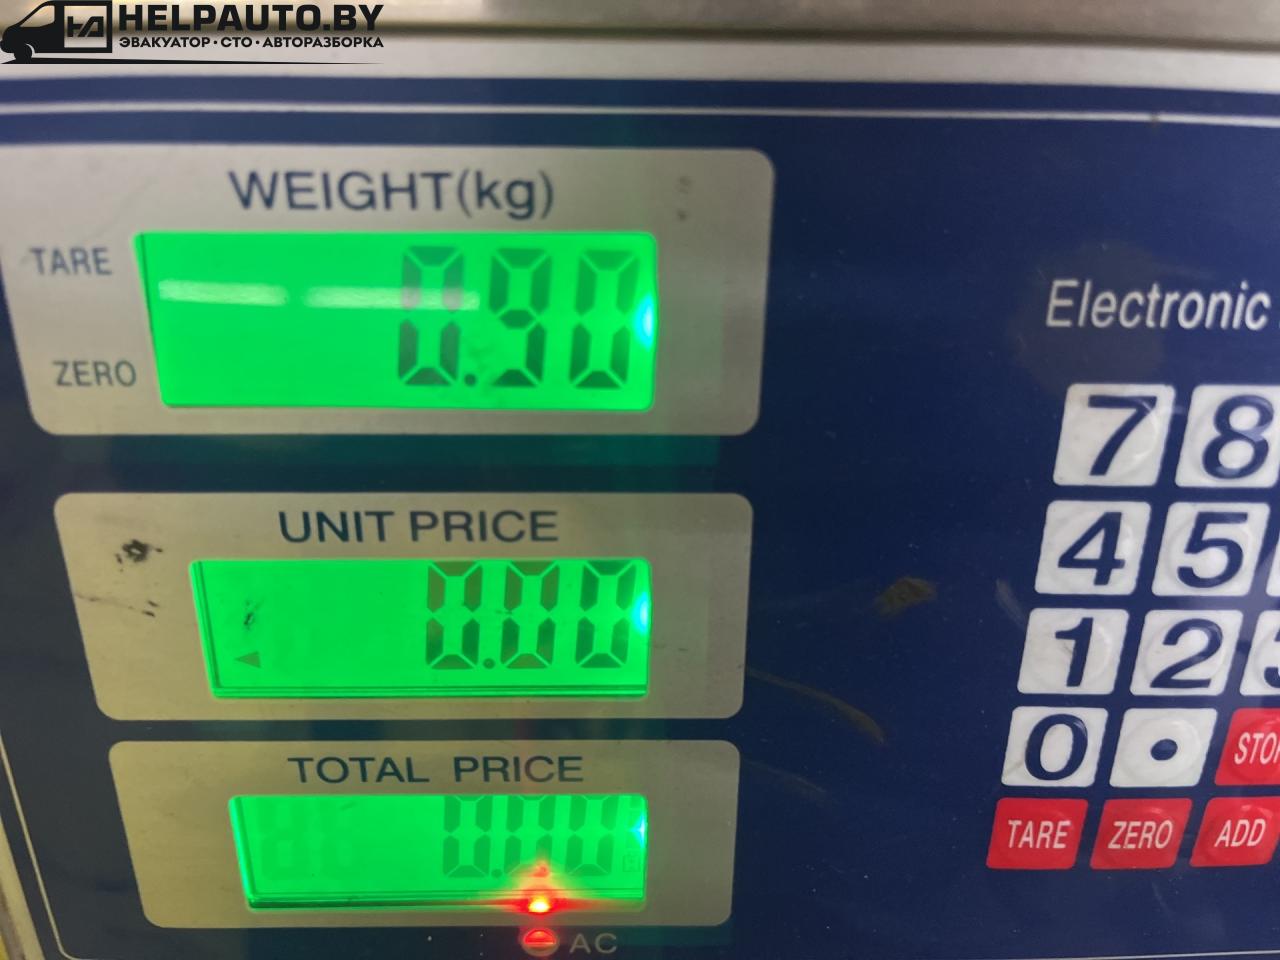 HELPAUTO.BY
ЭВАКУАТОР • СТО • АВТОРАЗБОРКА
WEIGHT(kg)
TARE
0.90
ZERO
Electronic
UNIT PRICE
0.00
TOTAL PRICE
0.00
7 8
4 5
1 2 3
0 •
TARE ZERO ADD
AC